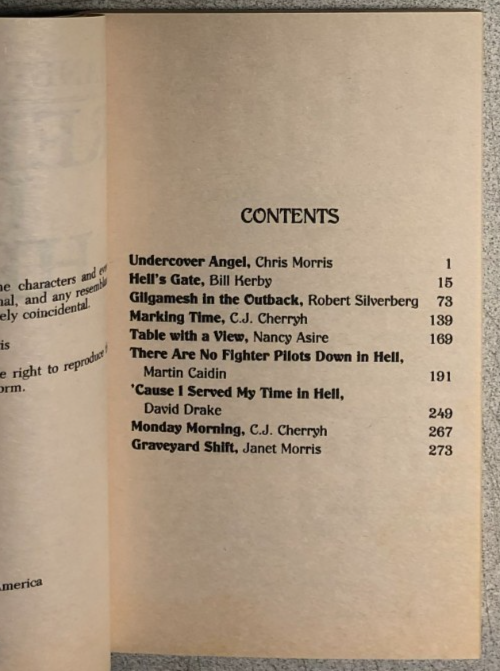 he characters and
nal, and any
ely coincidental.
is
e right to reproduce
orm.
America
CONTENTS
Undercover Angel, Chris Morris 1
Hell's Gate, Bill Kerby 15
Gilgamesh in the Outback, Robert Silverberg 73
Marking Time, C.J. Cherryh 139
Table with a View, Nancy Asire 169
There Are No Fighter Pilots Down in Hell,
Martin Caidin 191
'Cause I Served My Time in Hell,
David Drake 249
Monday Morning, C.J. Cherryh 267
Graveyard Shift, Janet Morris 273